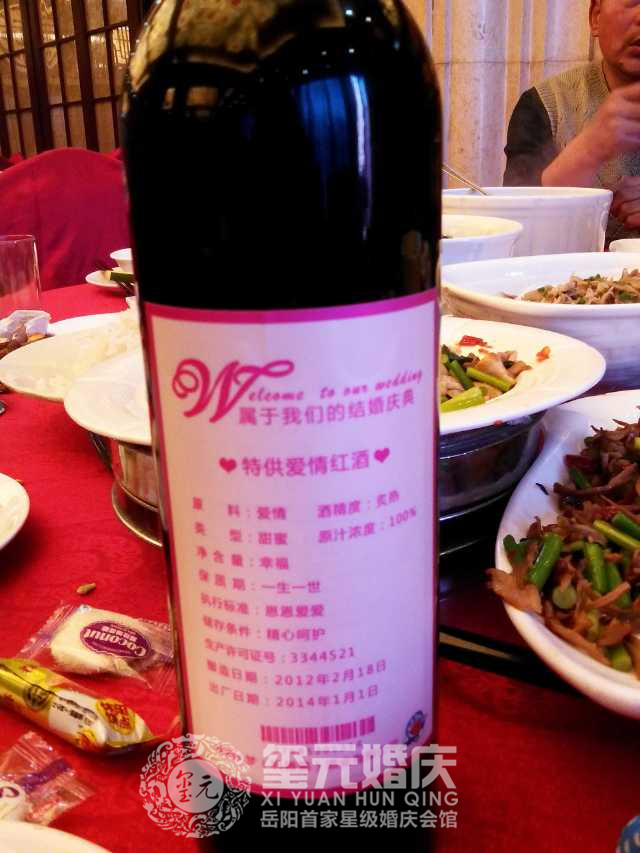 Welcome to our wedding
属于我们的结婚庆典
❤特供爱情红酒❤
原 料：爱情 酒精度：炙热
类 型：甜蜜 原汁浓度：100%
净 含 量：幸福
保 质 期：一生一世
执行标准：恩恩爱爱
储存条件：精心呵护
生产许可证号：3344521
酿造日期：2012年2月18日
出厂日期：2014年1月1日
Coconut
玺元
玺元婚庆
XI YUAN HUN QING
岳阳首家星级婚庆会馆